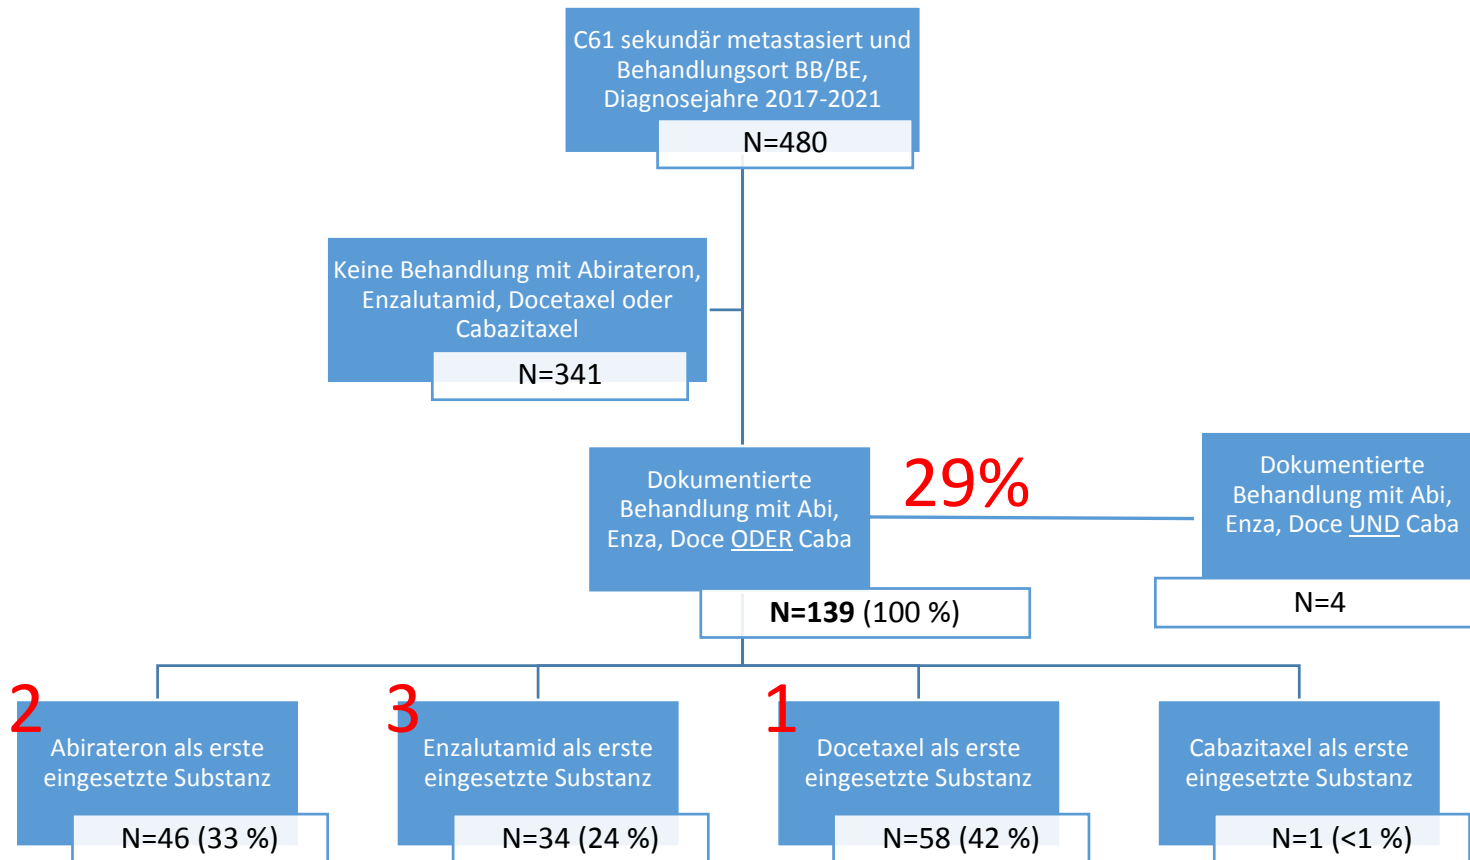 C61 sekundär metastasiert und
Behandlungsort BB/BE,
Diagnosejahre 2017-2021
N=480
Keine Behandlung mit Abirateron,
Enzalutamid, Docetaxel oder
Cabazitaxel
N=341
Dokumentierte
Behandlung mit Abi,
Enza, Doce ODER Caba
N=139 (100 %)
29%
Dokumentierte
Behandlung mit Abi,
Enza, Doce UND Caba
N=4
2
Abirateron als erste
eingesetzte Substanz
N=46 (33 %)
3
Enzalutamid als erste
eingesetzte Substanz
N=34 (24 %)
1
Docetaxel als erste
eingesetzte Substanz
N=58 (42 %)
Cabazitaxel als erste
eingesetzte Substanz
N=1 (<1 %)